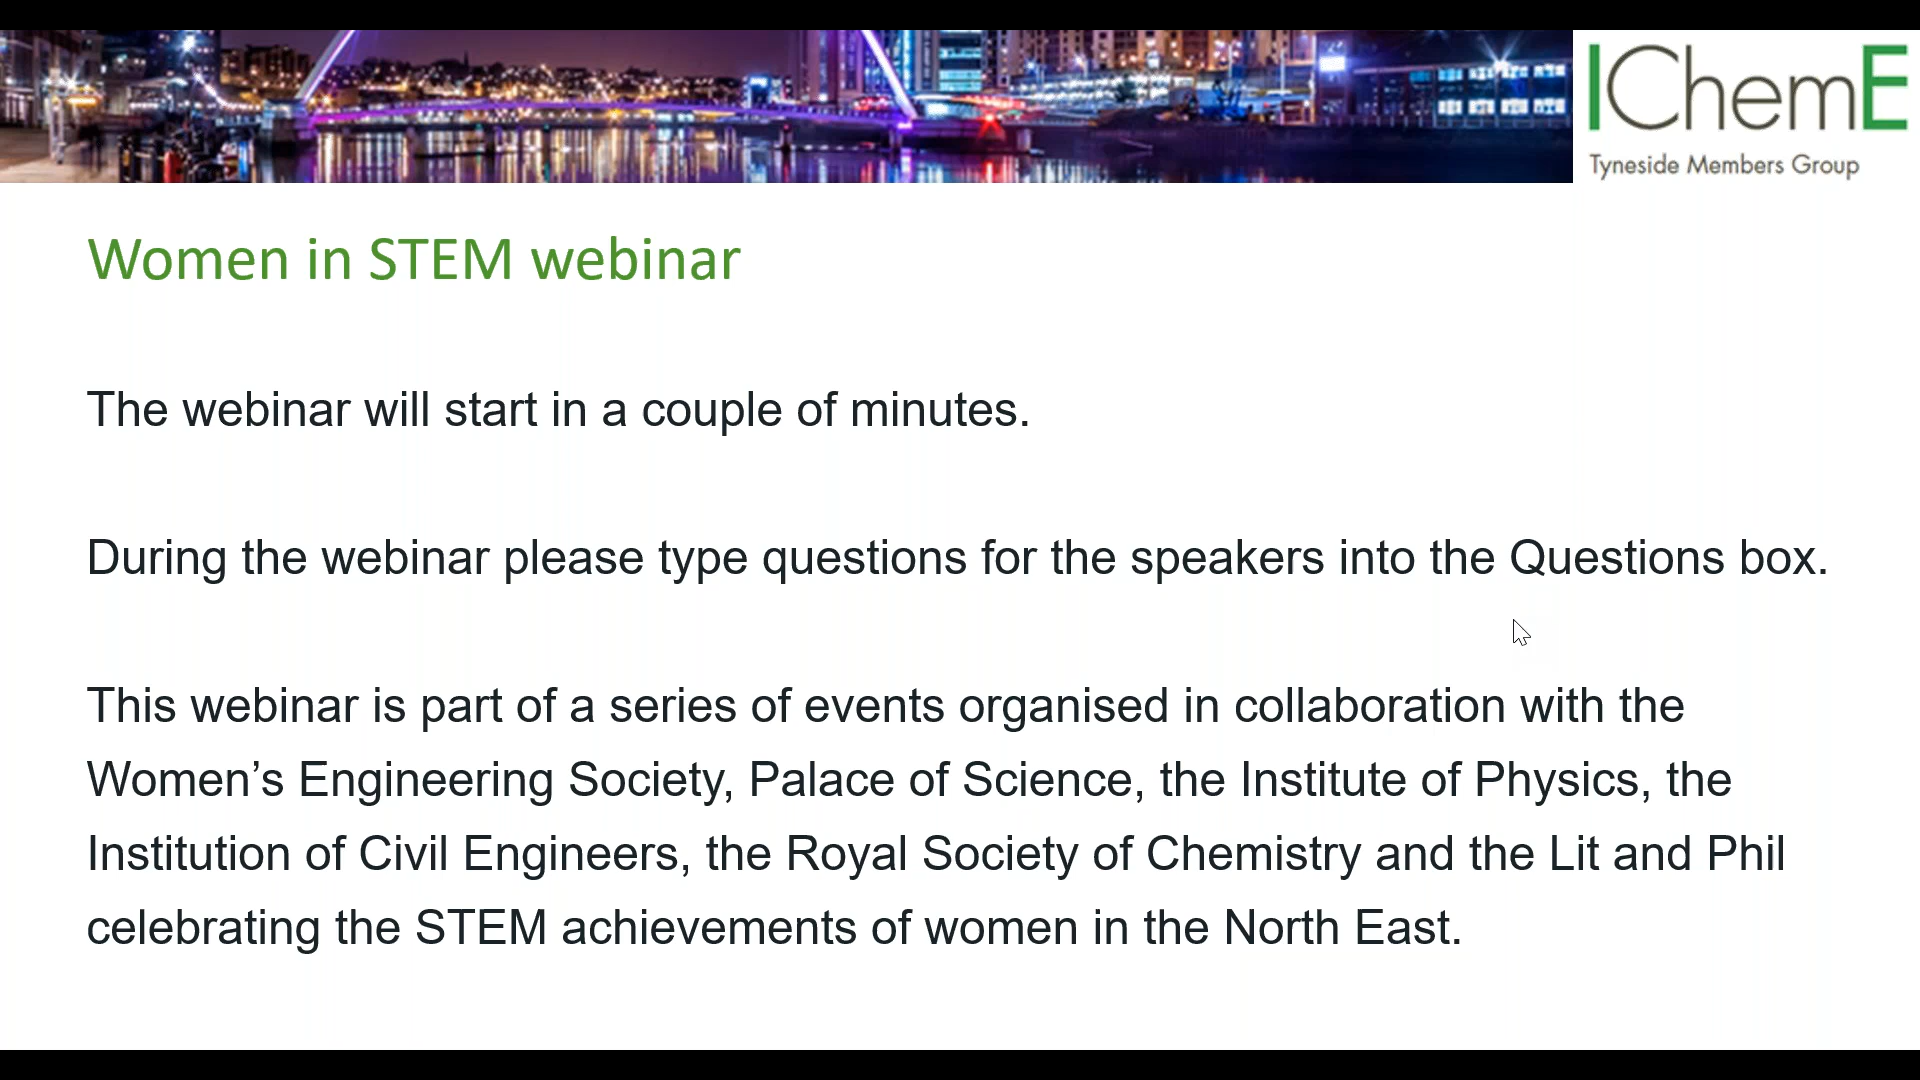 IChemE
Tyneside Members Group
Women in STEM webinar
The webinar will start in a couple of minutes.
During the webinar please type questions for the speakers into the Questions box.
This webinar is part of a series of events organised in collaboration with the
Women’s Engineering Society, Palace of Science, the Institute of Physics, the
Institution of Civil Engineers, the Royal Society of Chemistry and the Lit and Phil
celebrating the STEM achievements of women in the North East.